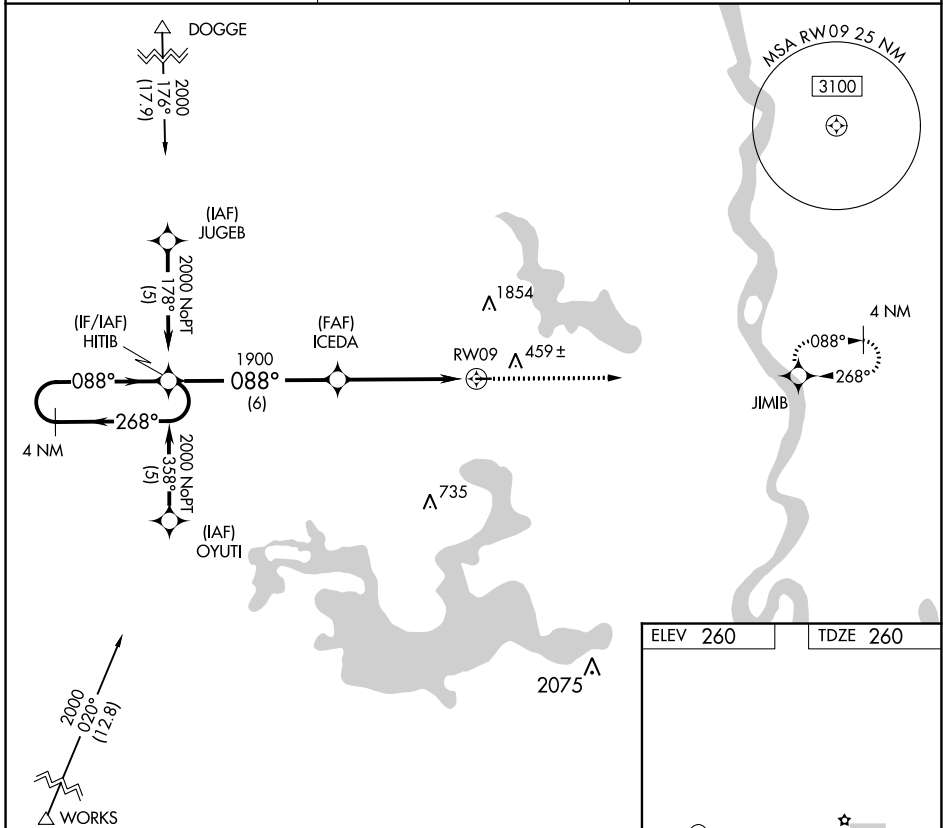 DOGGE
2000
176°
(17.9)
MSA RW09 25 NM
3100
(IAF)
JUGEB
2000 NoPT
178°
(5)
(IF/IAF)
HITIB
(FAF)
ICEDA
1854
4 NM
RW09
459 ±
088°
1900
088°
(6)
088°
268°
JIMIB
268°
4 NM
2000 NoPT
358°
(5)
735
(IAF)
OYUTI
ELEV 260
TDZE 260
2075
2000
020°
(12.8)
WORKS